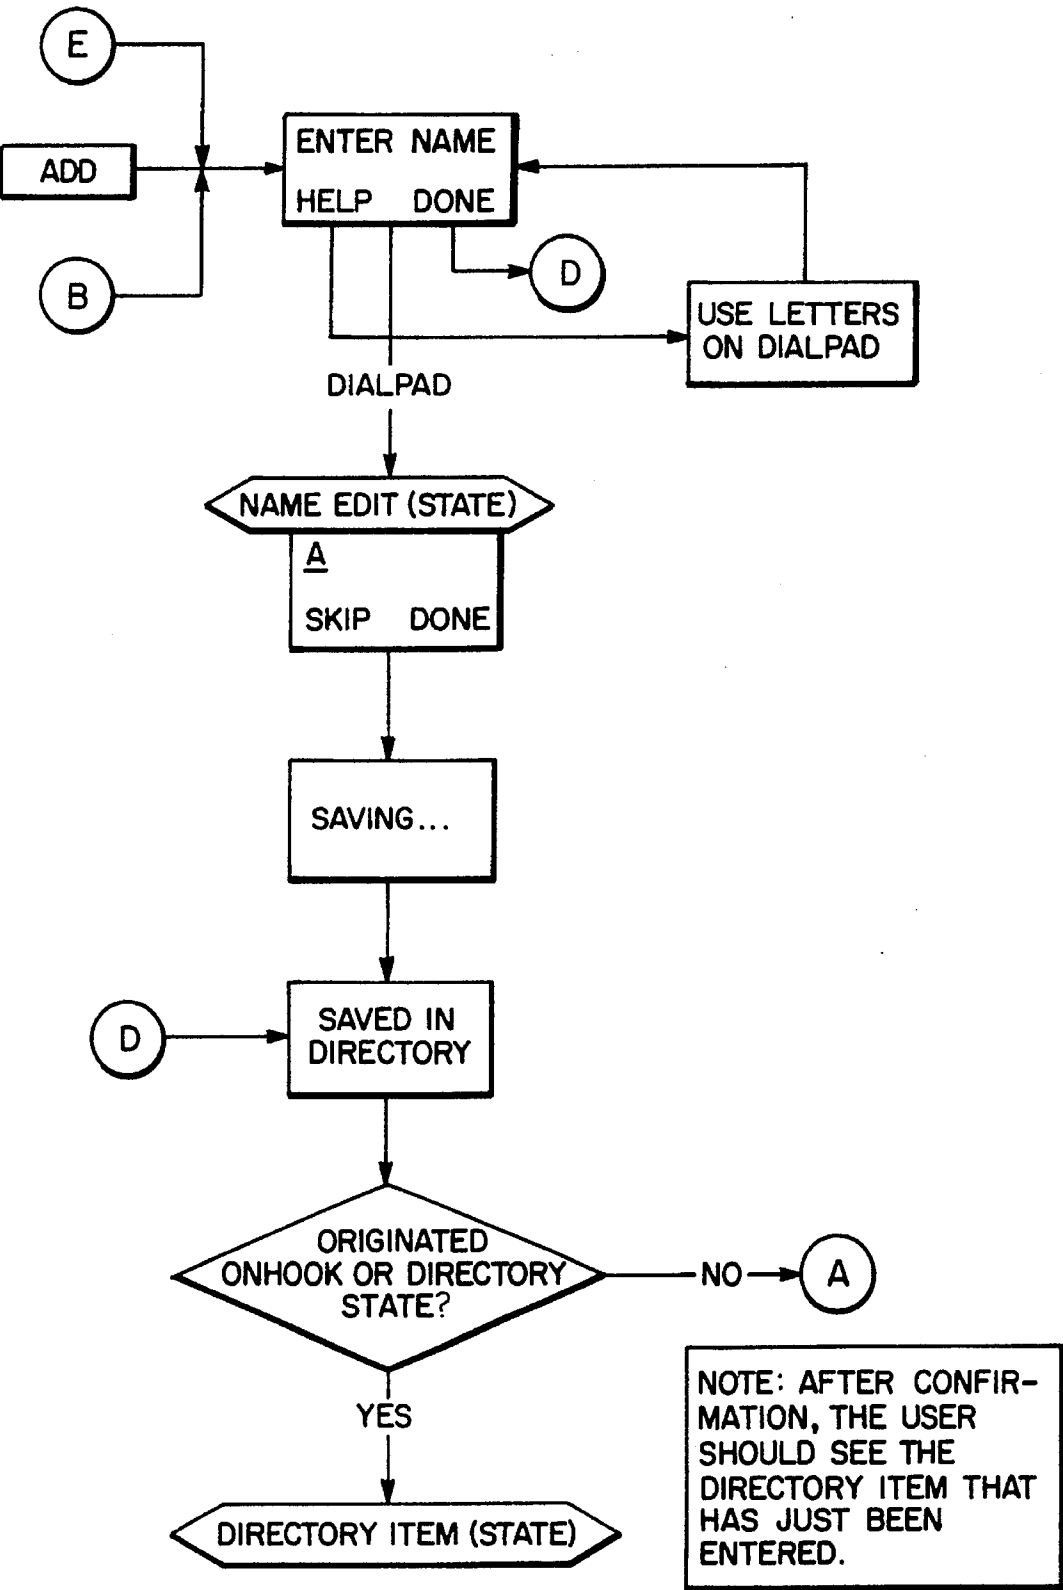 E
ENTER NAME
ADD
HELP DONE
B
D
USE LETTERS
ON DIALPAD
DIALPAD
NAME EDIT (STATE)
A
SKIP DONE
SAVING...
D
SAVED IN
DIRECTORY
ORIGINATED
ONHOOK OR DIRECTORY
STATE?
NO
A
YES
DIRECTORY ITEM (STATE)
NOTE: AFTER CONFIR-
MATION, THE USER
SHOULD SEE THE
DIRECTORY ITEM THAT
HAS JUST BEEN
ENTERED.